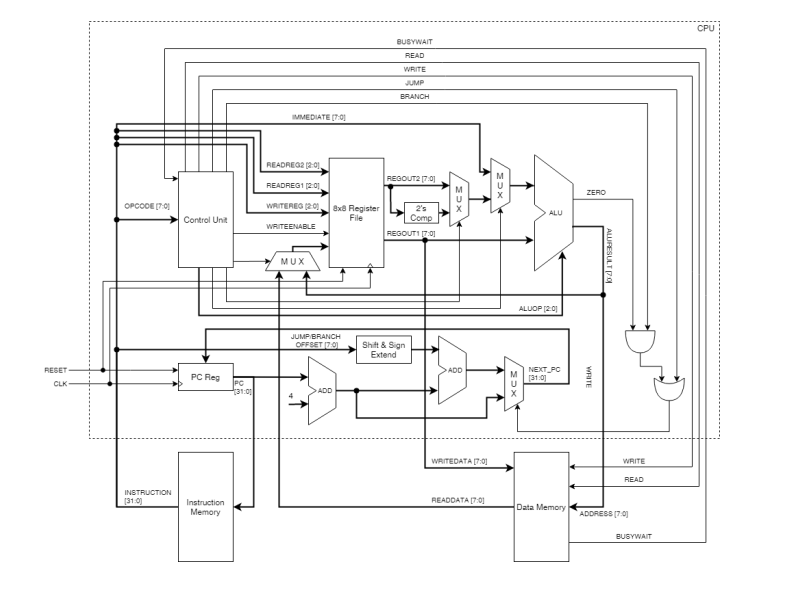 CPU
BUSYWAIT
READ
WRITE
JUMP
BRANCH
IMMEDIATE [7:0]
READREG2 [2:0]
REGOUT2 [7:0]
MUX
MUX
ZERO
READREG1 [2:0]
OPCODE [7:0]
WRITEREG [2:0]
8x8 Register
File
2's
Comp
ALU
Control Unit
WRITEENABLE
REGOUT1 [7:0]
MUX
ALURESULT [7:0]
ALUOP [2:0]
JUMP/BRANCH
OFFSET [7:0]
Shift & Sign
Extend
RESET
CLK
PC Reg
PC
[31:0]
4
ADD
ADD
MUX
NEXT_PC
[31:0]
WRITE
WRITEDATA [7:0]
WRITE
READ
INSTRUCTION
[31:0]
Instruction
Memory
READDATA [7:0]
Data Memory
ADDRESS [7:0]
BUSYWAIT